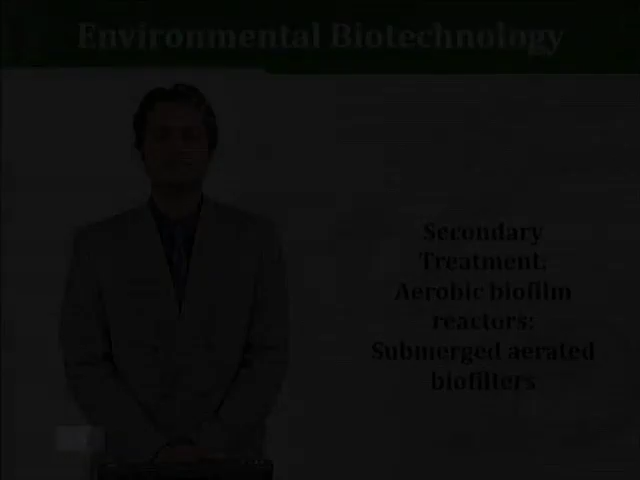 Environmental Biotechnology
Secondary
Treatment:
Aerobic biofilm
reactors:
Submerged aerated
biofilters